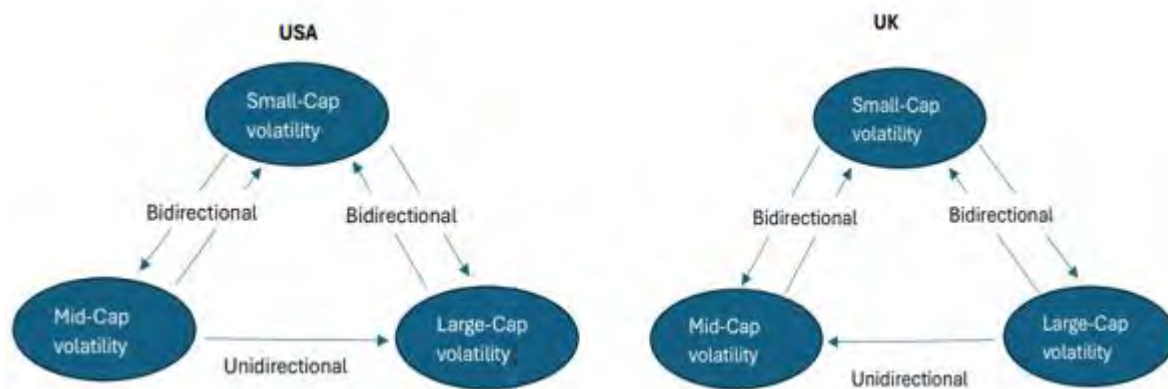 USA
Small-Cap
volatility
Bidirectional
Bidirectional
Mid-Cap
volatility
Large-Cap
volatility
Unidirectional
UK
Small-Cap
volatility
Bidirectional
Bidirectional
Mid-Cap
volatility
Large-Cap
volatility
Unidirectional